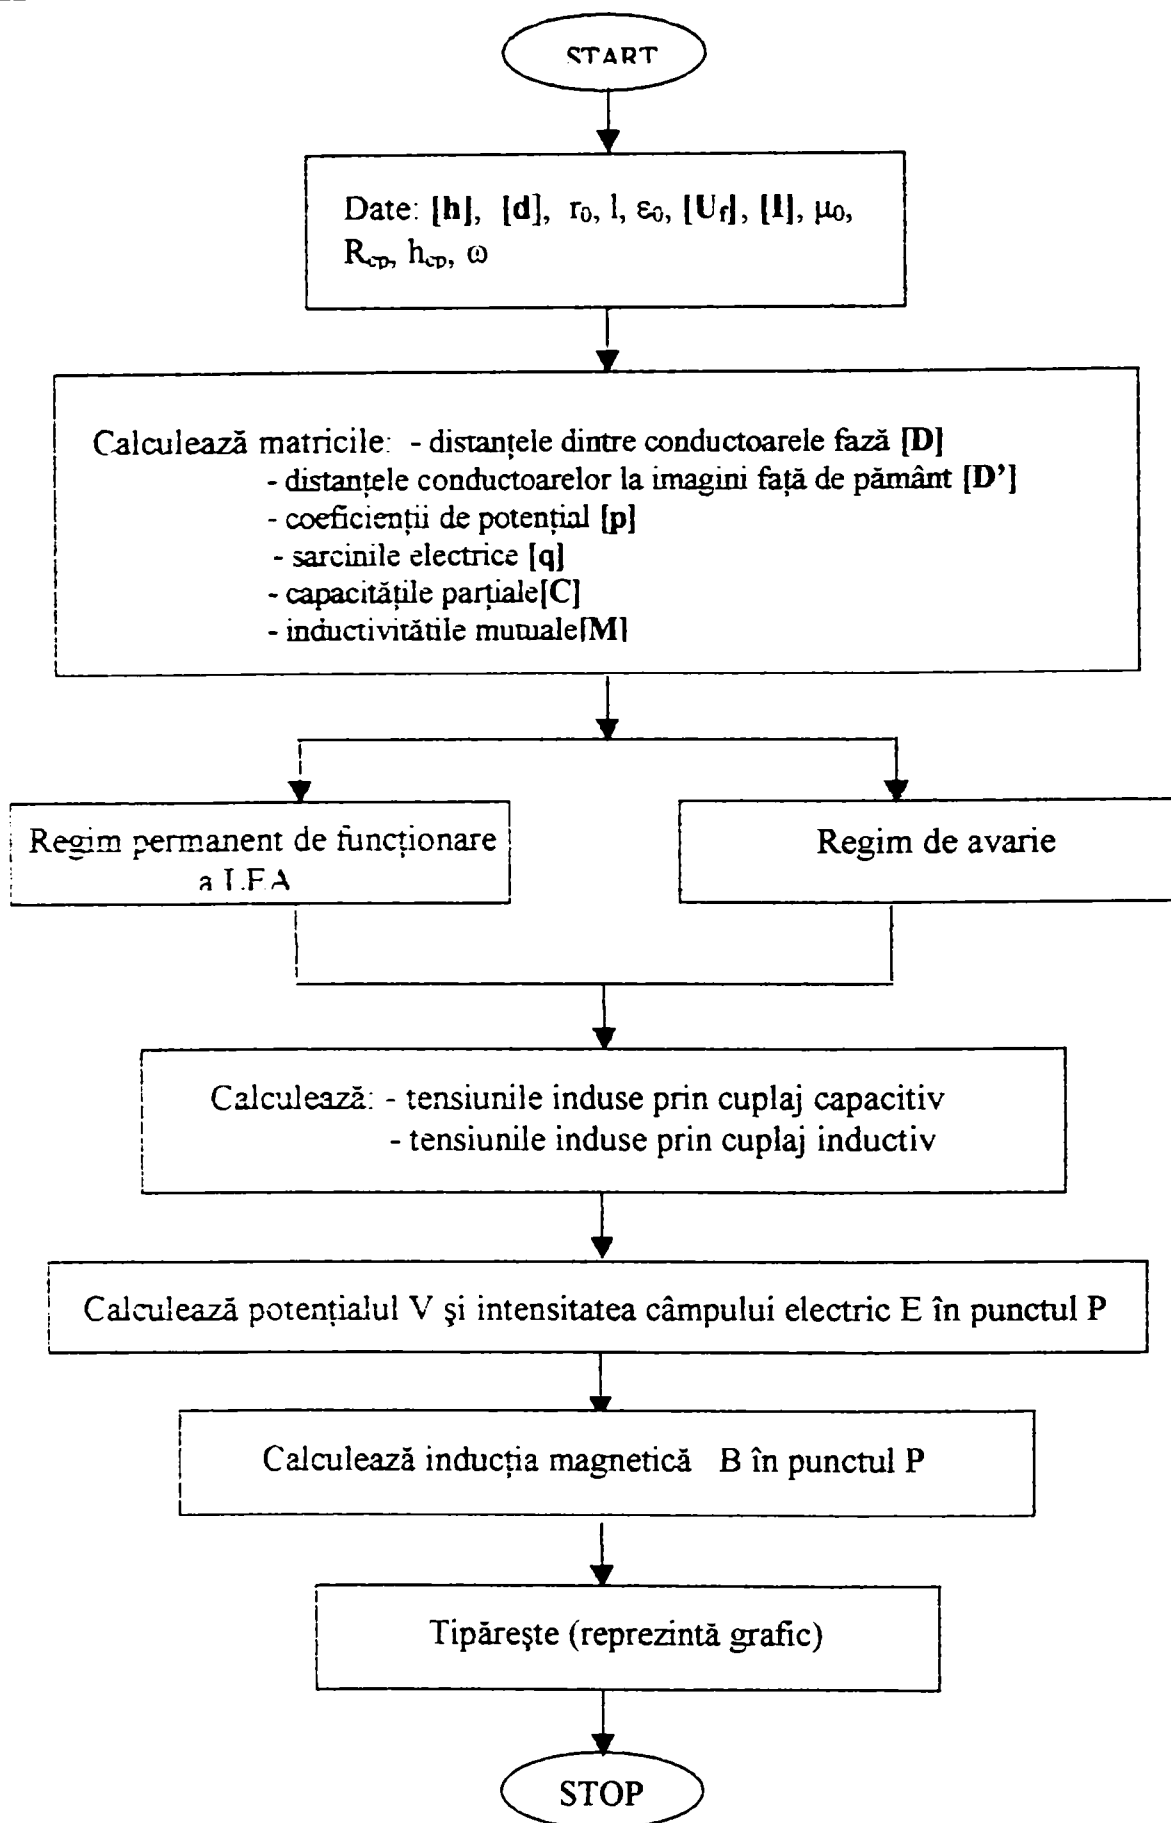 START
Date: [h], [d], r₀, l, ε₀, [U_f], [I], μ₀,
R_cp, h_cp, ω
Calculează matricile: - distanțele dintre conductoarele fază [D]
- distanțele conductoarelor la imagini față de pământ [D']
- coeficienții de potențial [p]
- sarcinile electrice [q]
- capacitățile parțiale[C]
- inductivitățile mutuale[M]
Regim permanent de funcționare
a LEA
Regim de avarie
Calculează: - tensiunile induse prin cuplaj capacitiv
- tensiunile induse prin cuplaj inductiv
Calculează potențialul V și intensitatea câmpului electric E în punctul P
Calculează inducția magnetică B în punctul P
Tipărește (reprezintă grafic)
STOP